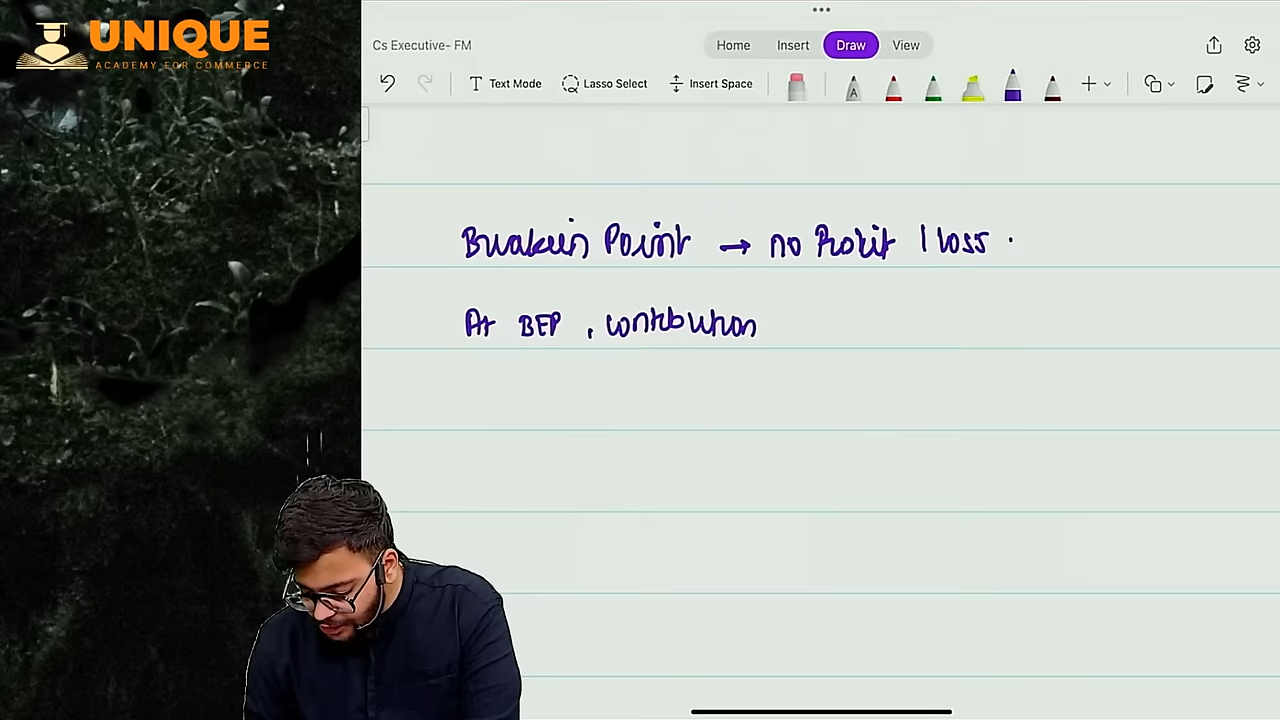 UNIQUE
ACADEMY FOR COMMERCE
Cs Executive- FM
Home Insert Draw View
Text Mode Lasso Select Insert Space
A
Breakein Point → no Profit / loss .
At BEP , contribution